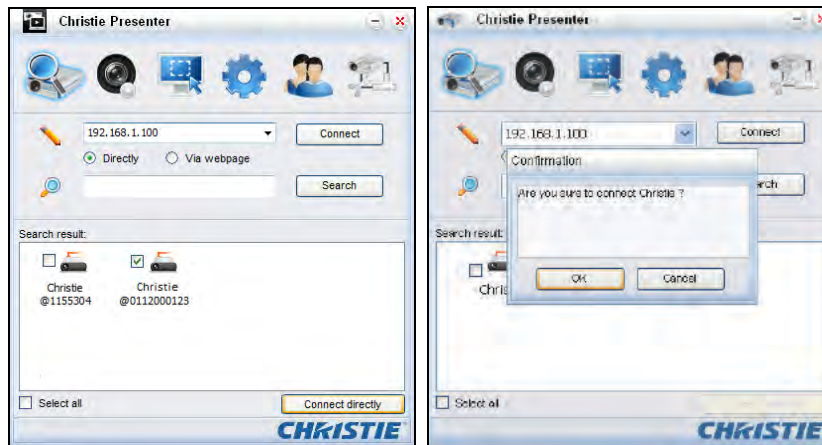 Christie Presenter
192.168.1.100
Connect
Directly
Via webpage
Search
Search result:
Christie
@1155304
Christie
@0112000123
Select all
Connect directly
CHRISTIE
Christie Presenter
192.168.1.100
Connect
Confirmation
rch
Are you sure to connect Christie ?
Search result:
OK
Cancel
Chris
Select all
CHRISTIE